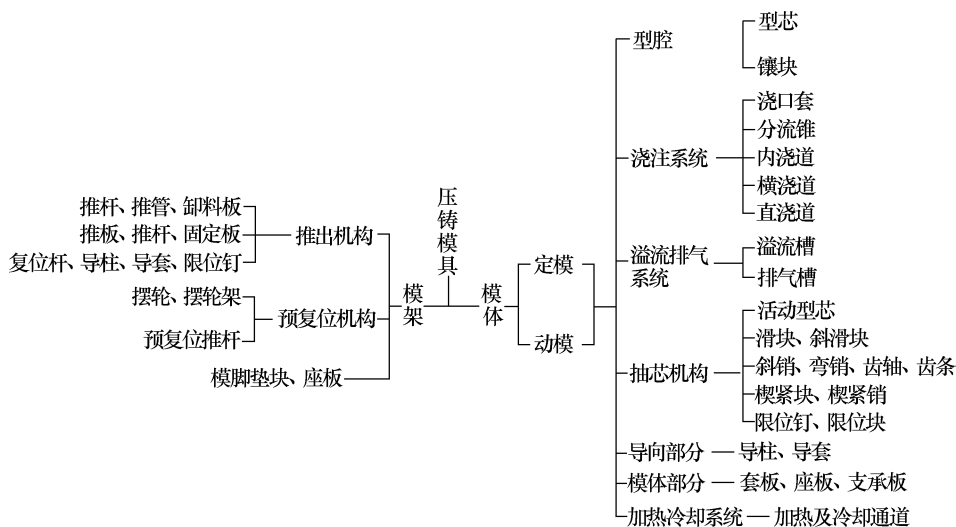 压铸模具
模架
推出机构
推杆、推管、卸料板
推板、推杆、固定板
复位杆、导柱、导套、限位钉
预复位机构
摆轮、摆轮架
预复位推杆
模脚垫块、座板
模体
定模
动模
型腔
型芯
镶块
浇注系统
浇口套
分流锥
内浇道
横浇道
直浇道
溢流排气
系统
溢流槽
排气槽
抽芯机构
活动型芯
滑块、斜滑块
斜销、弯销、齿轴、齿条
楔紧块、楔紧销
限位钉、限位块
导向部分
导柱、导套
模体部分
套板、座板、支承板
加热冷却系统
加热及冷却通道